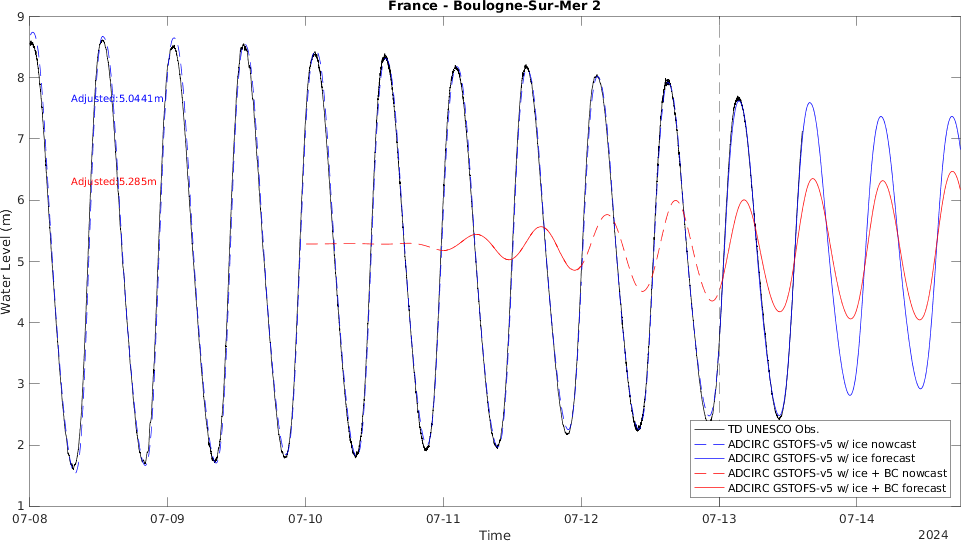 France - Boulogne-Sur-Mer 2
9
8
7
6
5
4
3
2
1
Water Level (m)
Adjusted:5.0441m
Adjusted:5.285m
TD UNESCO Obs.
ADCIRC GSTOFS-v5 w/ ice nowcast
ADCIRC GSTOFS-v5 w/ ice forecast
ADCIRC GSTOFS-v5 w/ ice + BC nowcast
ADCIRC GSTOFS-v5 w/ ice + BC forecast
07-08 07-09 07-10 07-11 07-12 07-13 07-14
Time
2024